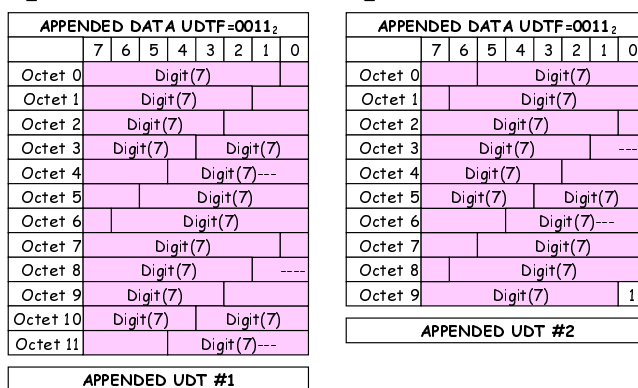 APPENDED DATA UDTF=0011₂
7 6 5 4 3 2 1 0
Octet 0 Digit(7)
Octet 1 Digit(7)
Octet 2 Digit(7)
Octet 3 Digit(7) Digit(7)
Octet 4 Digit(7)---
Octet 5 Digit(7)
Octet 6 Digit(7)
Octet 7 Digit(7)
Octet 8 Digit(7) ----
Octet 9 Digit(7)
Octet 10 Digit(7) Digit(7)
Octet 11 Digit(7)---
APPENDED UDT #1
APPENDED DATA UDTF=0011₂
7 6 5 4 3 2 1 0
Octet 0 Digit(7)
Octet 1 Digit(7)
Octet 2 Digit(7)
Octet 3 Digit(7) ---
Octet 4 Digit(7)
Octet 5 Digit(7) Digit(7)
Octet 6 Digit(7)---
Octet 7 Digit(7)
Octet 8 Digit(7)
Octet 9 Digit(7) 1
APPENDED UDT #2